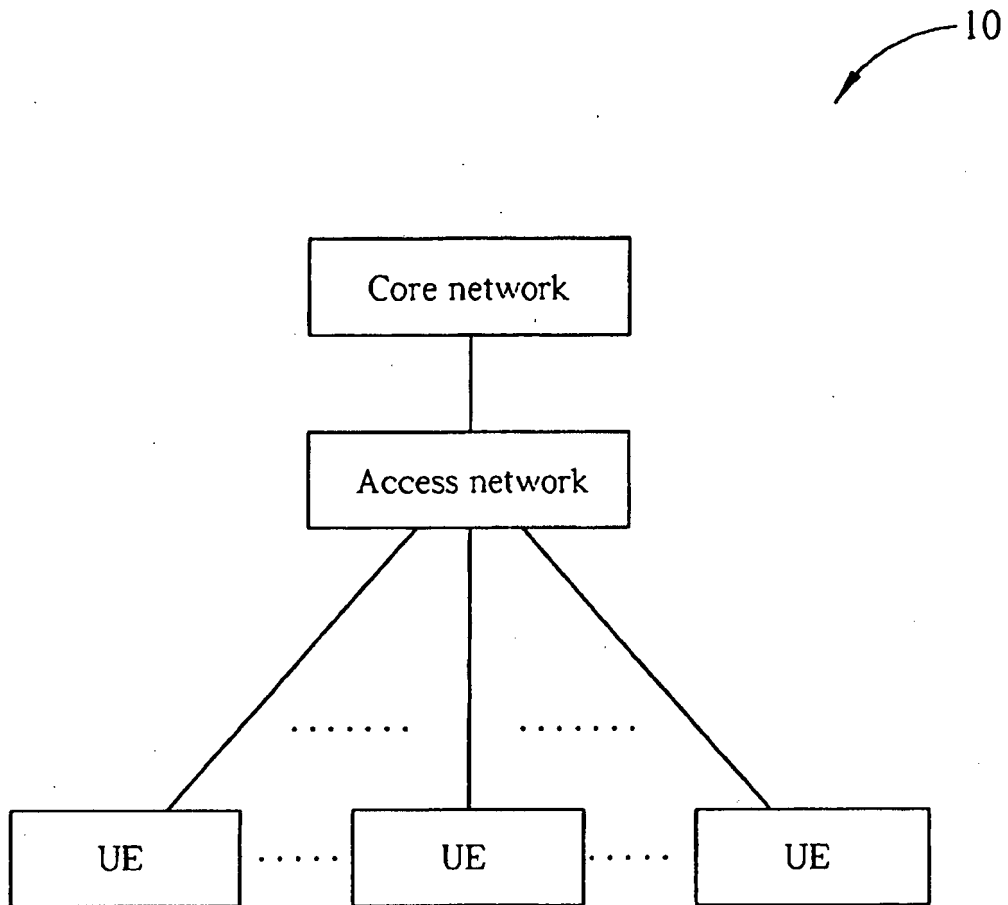 10
Core network
Access network
UE ..... UE ..... UE